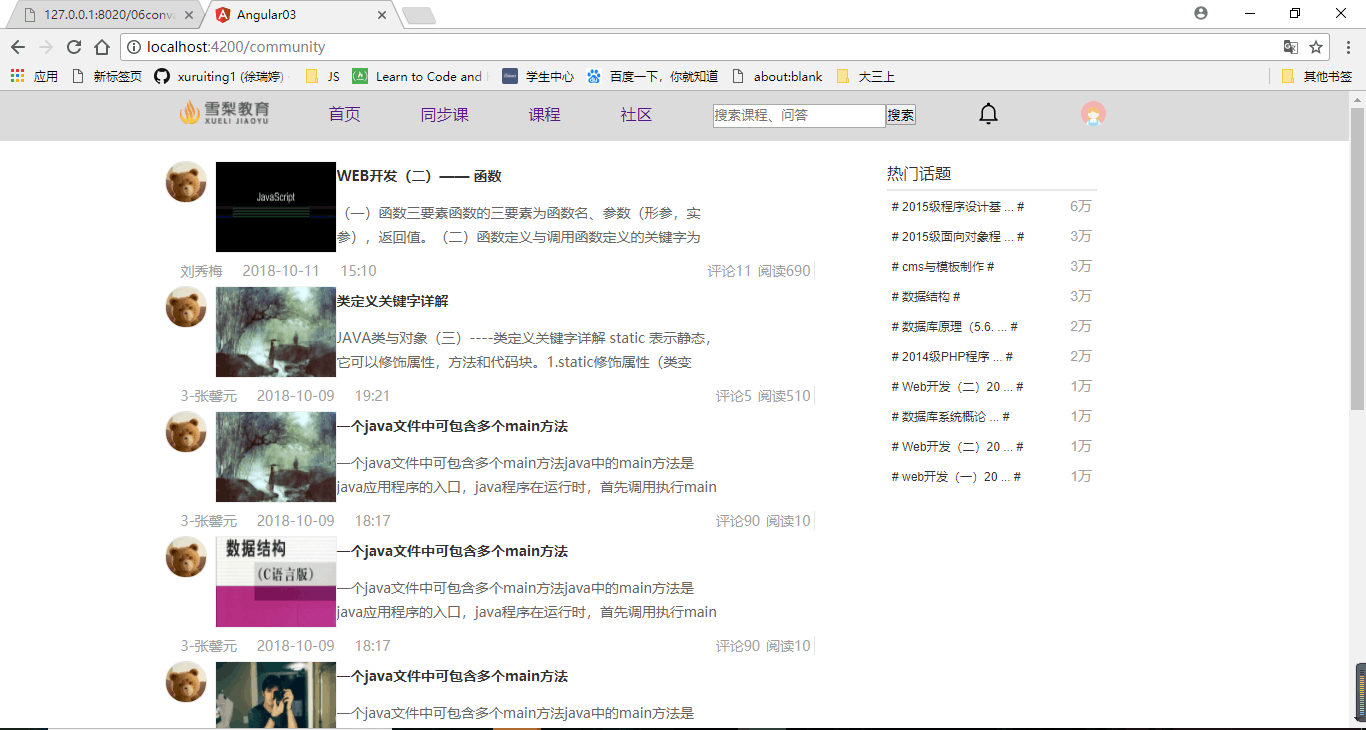 127.0.0.1:8020/06conv
Angular03
localhost:4200/community
应用 新标签页 xuruiting1 (徐瑞婷) JS Learn to Code and 学生中心 百度一下，你就知道 about:blank 大三上 其他书签
雪梨教育
XUELI JIAOYU
首页 同步课 课程 社区 搜索课程、问答 搜索
JavaScript
WEB开发（二）—— 函数
（一）函数三要素函数的三要素为函数名、参数（形参，实
参），返回值。（二）函数定义与调用函数定义的关键字为
刘秀梅 2018-10-11 15:10 评论11 阅读690
类定义关键字详解
JAVA类与对象（三）----类定义关键字详解 static 表示静态，
它可以修饰属性，方法和代码块。1.static修饰属性（类变
3-张馨元 2018-10-09 19:21 评论5 阅读510
一个java文件中可包含多个main方法
一个java文件中可包含多个main方法java中的main方法是
java应用程序的入口，java程序在运行时，首先调用执行main
3-张馨元 2018-10-09 18:17 评论90 阅读10
数据结构
(C语言版)
一个java文件中可包含多个main方法
一个java文件中可包含多个main方法java中的main方法是
java应用程序的入口，java程序在运行时，首先调用执行main
3-张馨元 2018-10-09 18:17 评论90 阅读10
一个java文件中可包含多个main方法
一个java文件中可包含多个main方法java中的main方法是
热门话题
# 2015级程序设计基 ... # 6万
# 2015级面向对象程 ... # 3万
# cms与模板制作 # 3万
# 数据结构 # 3万
# 数据库原理（5.6. ... # 2万
# 2014级PHP程序 ... # 2万
# Web开发（二）20 ... # 1万
# 数据库系统概论 ... # 1万
# Web开发（二）20 ... # 1万
# web开发（一）20 ... # 1万